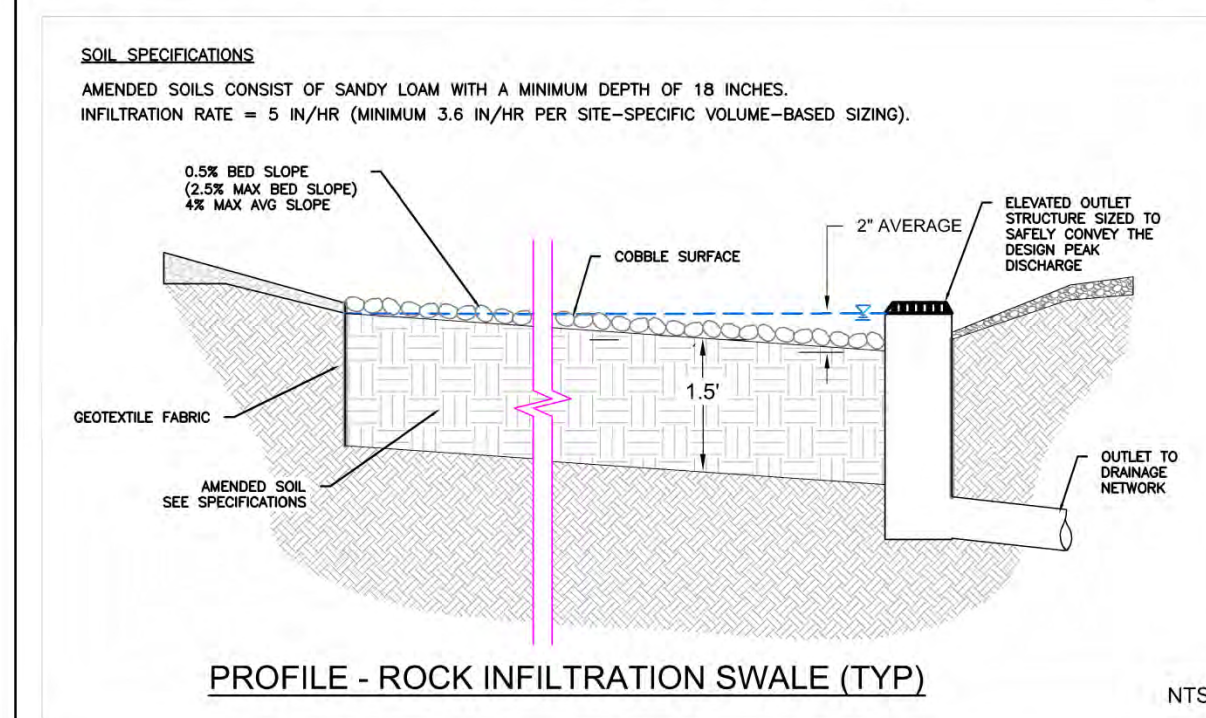 SOIL SPECIFICATIONS
AMENDED SOILS CONSIST OF SANDY LOAM WITH A MINIMUM DEPTH OF 18 INCHES.
INFILTRATION RATE = 5 IN/HR (MINIMUM 3.6 IN/HR PER SITE-SPECIFIC VOLUME-BASED SIZING).
0.5% BED SLOPE
(2.5% MAX BED SLOPE)
4% MAX AVG SLOPE
2" AVERAGE
ELEVATED OUTLET
STRUCTURE SIZED TO
SAFELY CONVEY THE
DESIGN PEAK
DISCHARGE
COBBLE SURFACE
1.5'
GEOTEXTILE FABRIC
AMENDED SOIL
SEE SPECIFICATIONS
OUTLET TO
DRAINAGE
NETWORK
PROFILE - ROCK INFILTRATION SWALE (TYP)
NTS